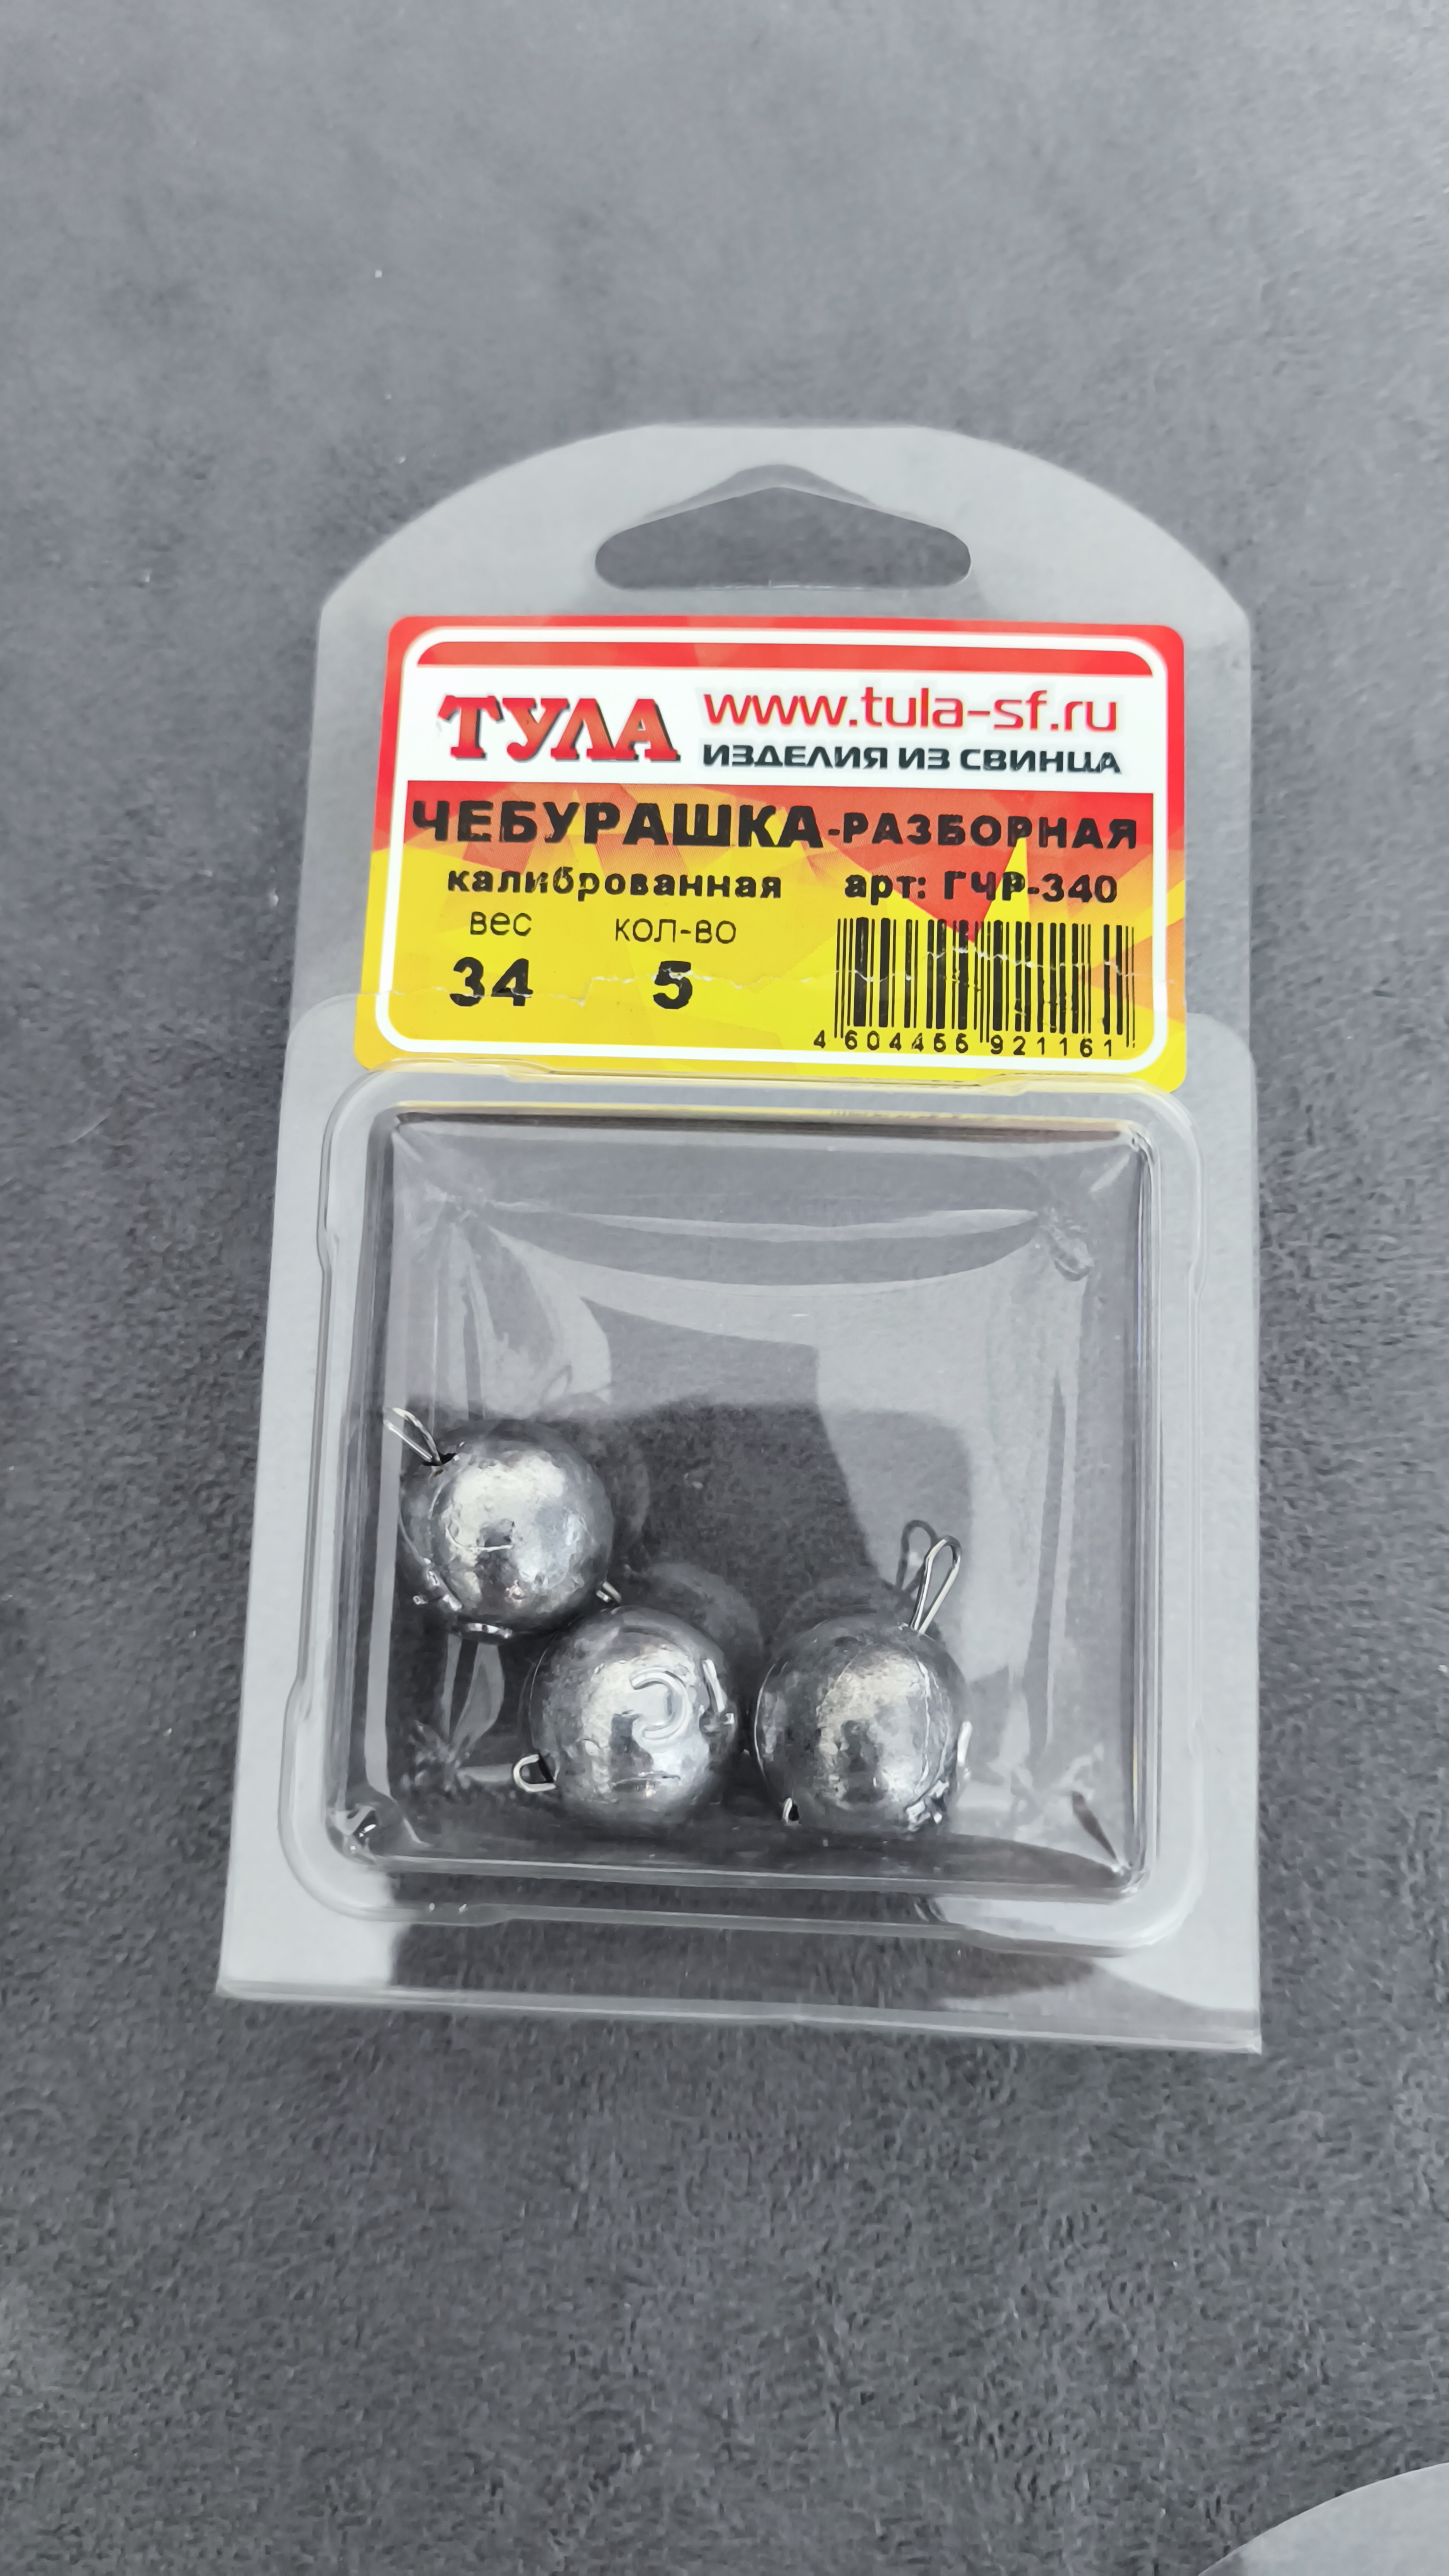 ТУЛА www.tula-sf.ru
ИЗДЕЛИЯ ИЗ СВИНЦА
ЧЕБУРАШКА-РАЗБОРНАЯ
калиброванная арт: ГЧР-340
вес кол-во
34 5
4 604455 921161